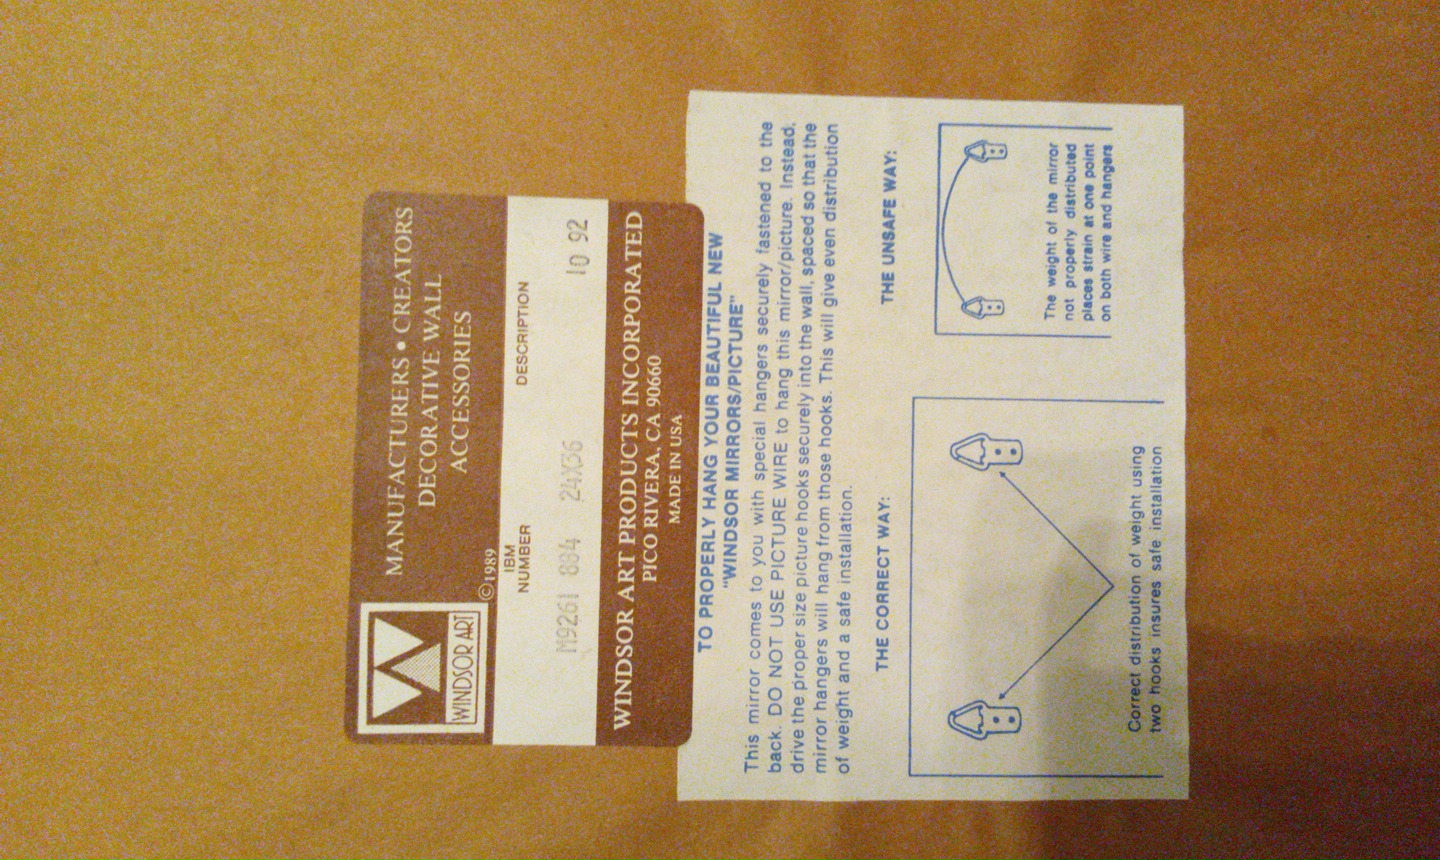 WINDSOR ART
MANUFACTURERS • CREATORS
DECORATIVE WALL
ACCESSORIES
©1989
IBM
NUMBER
DESCRIPTION
M9261 884 24X36 10 92
WINDSOR ART PRODUCTS INCORPORATED
PICO RIVERA, CA 90660
MADE IN USA
TO PROPERLY HANG YOUR BEAUTIFUL NEW
"WINDSOR MIRRORS/PICTURE"
This mirror comes to you with special hangers securely fastened to the
back. DO NOT USE PICTURE WIRE to hang this mirror/picture. Instead,
drive the proper size picture hooks securely into the wall, spaced so that the
mirror hangers will hang from those hooks. This will give even distribution
of weight and a safe installation.
THE CORRECT WAY:
Correct distribution of weight using
two hooks insures safe installation
THE UNSAFE WAY:
The weight of the mirror
not properly distributed
places strain at one point
on both wire and hangers